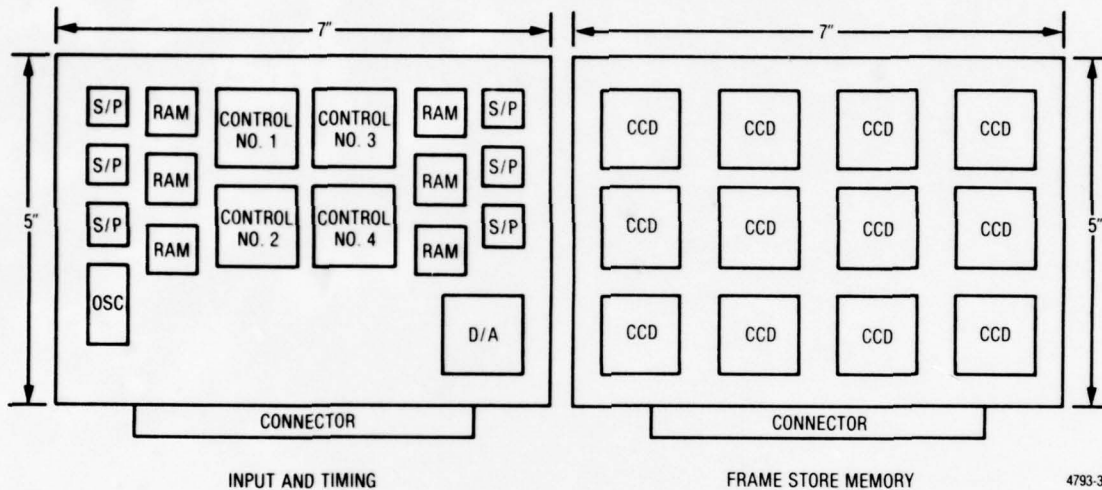 7″ 7″
S/P RAM CONTROL NO. 1 CONTROL NO. 3 RAM S/P
CCD CCD CCD CCD
S/P RAM RAM S/P
5″ 5″
S/P RAM CONTROL NO. 2 CONTROL NO. 4 RAM S/P
CCD CCD CCD CCD
OSC
D/A
CCD CCD CCD CCD
CONNECTOR CONNECTOR
INPUT AND TIMING FRAME STORE MEMORY
4793-3